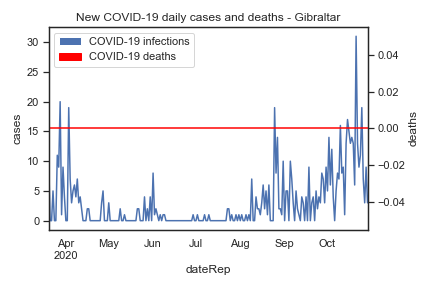 New COVID-19 daily cases and deaths - Gibraltar
COVID-19 infections
COVID-19 deaths
30
25
20
15
10
5
0
cases
0.04
0.02
0.00
−0.02
−0.04
deaths
Apr May Jun Jul Aug Sep Oct
2020
dateRep